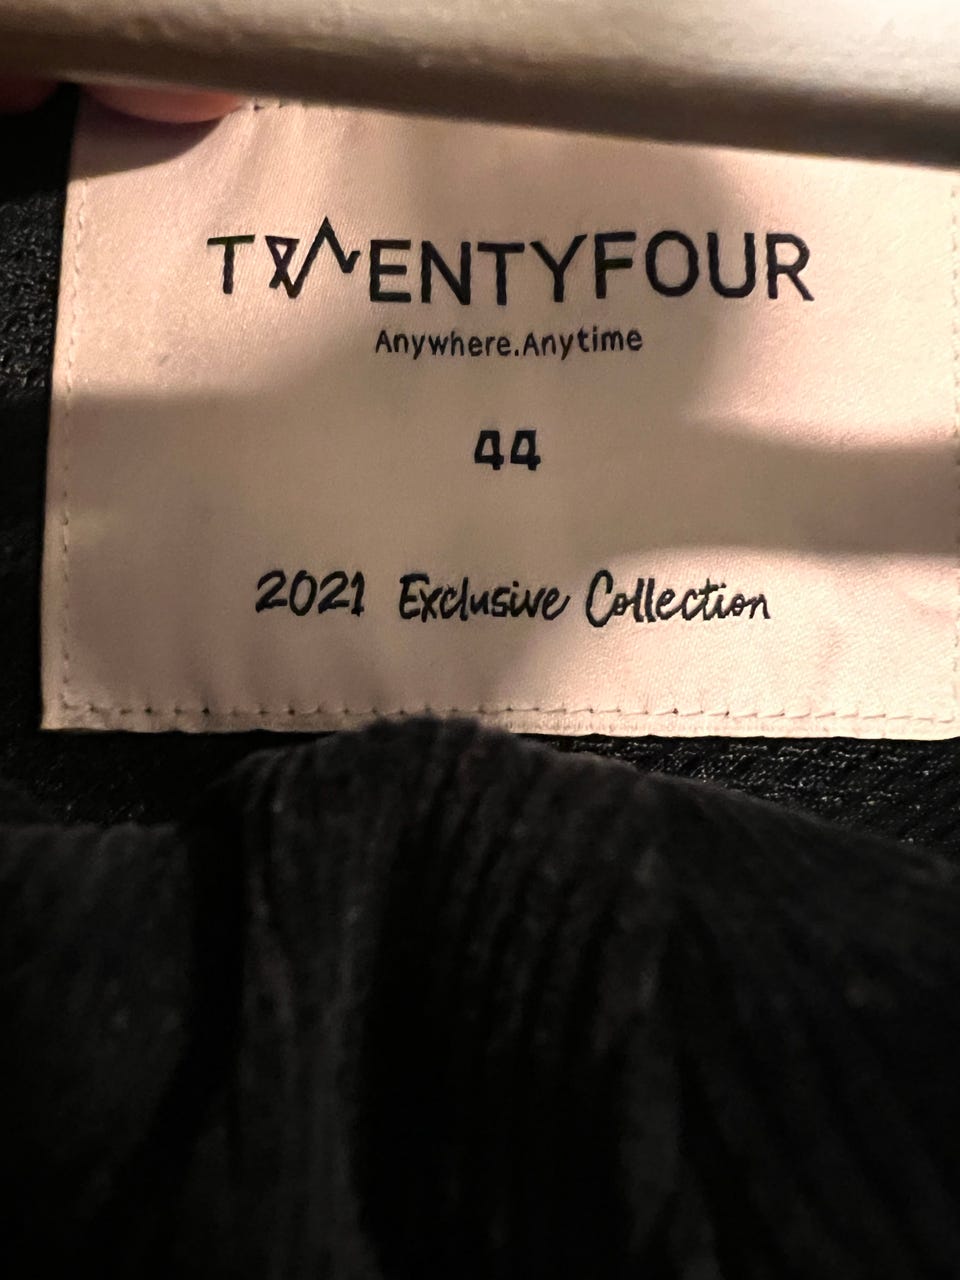 TWENTYFOUR
Anywhere.Anytime
44
2021 Exclusive Collection